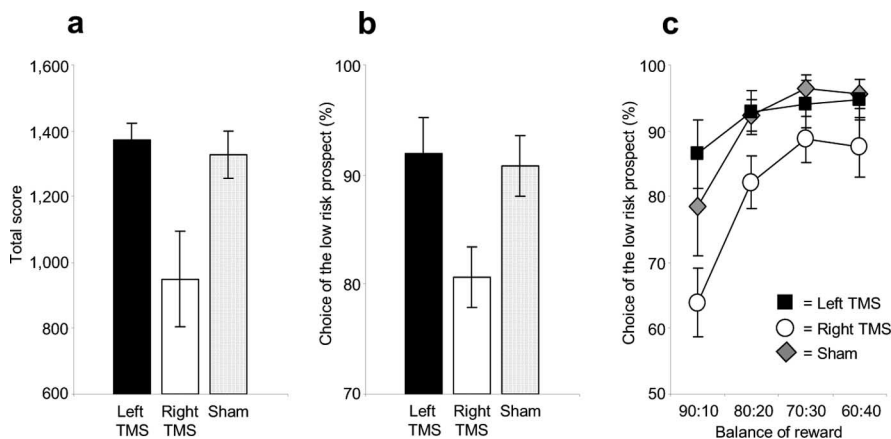 a
Total score
1,600
1,400
1,200
1,000
800
600
Left TMS
Right TMS
Sham
b
Choice of the low risk prospect (%)
100
90
80
70
Left TMS
Right TMS
Sham
c
Choice of the low risk prospect (%)
100
90
80
70
60
50
= Left TMS
= Right TMS
= Sham
90:10 80:20 70:30 60:40
Balance of reward